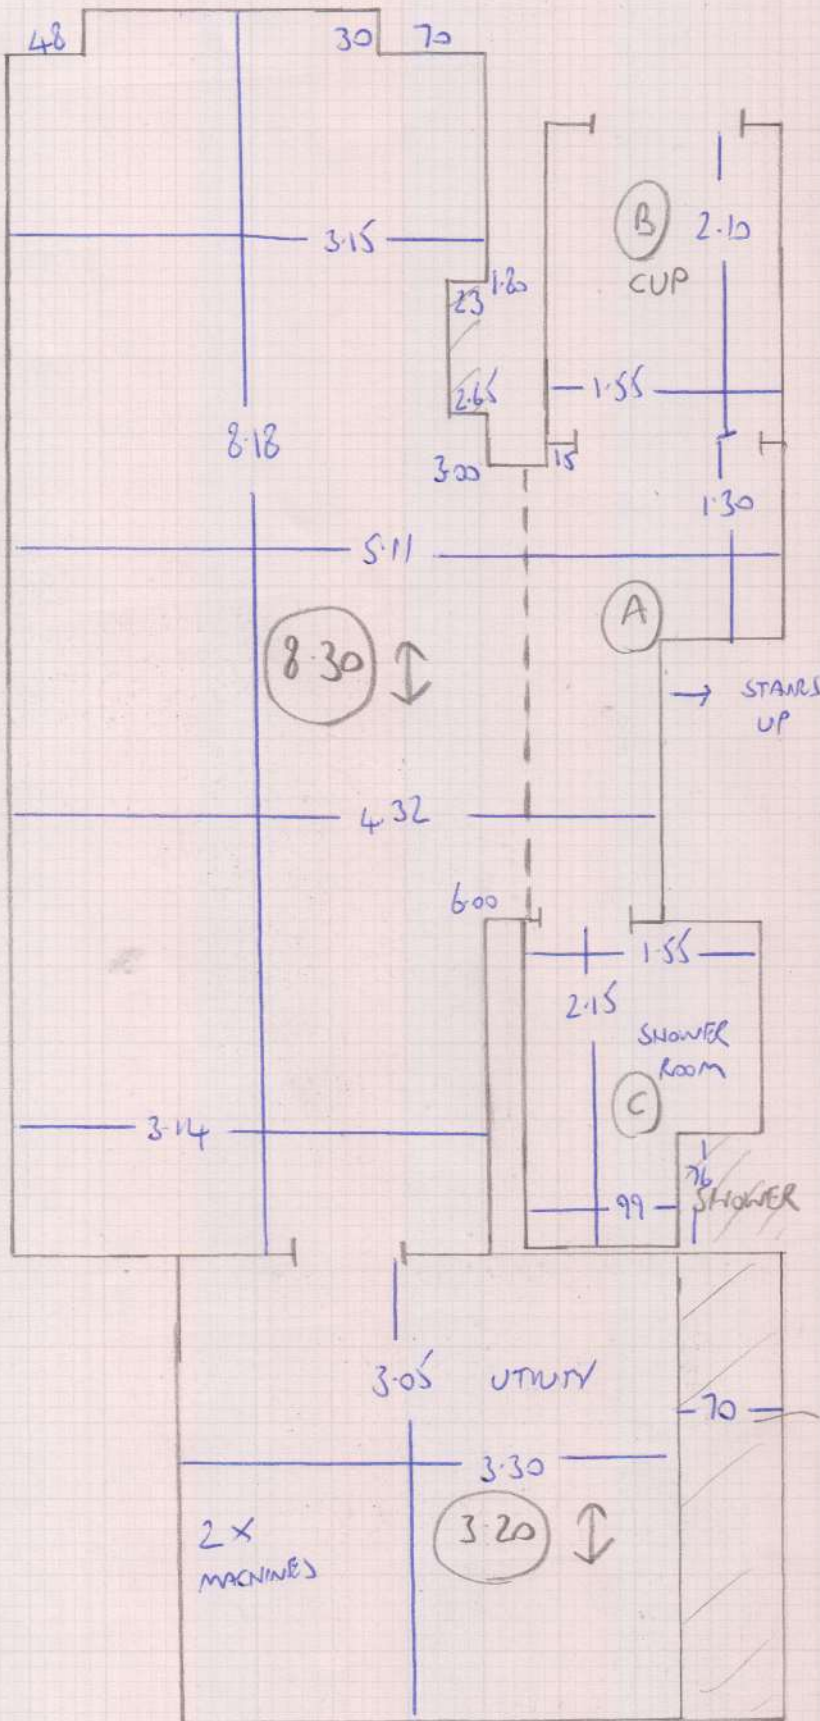 48
30
70
3.15
B
CUP
2.10
23
1.80
2.65
1.55
8.18
3.00
15
1.30
5.11
A
8.30
STAIRS
UP
4.32
6.00
1.55
2.15
SHOWER
ROOM
C
3.14
76
99
SHOWER
3.05
UTILITY
70
3.30
2 X
MACHINES
3.20